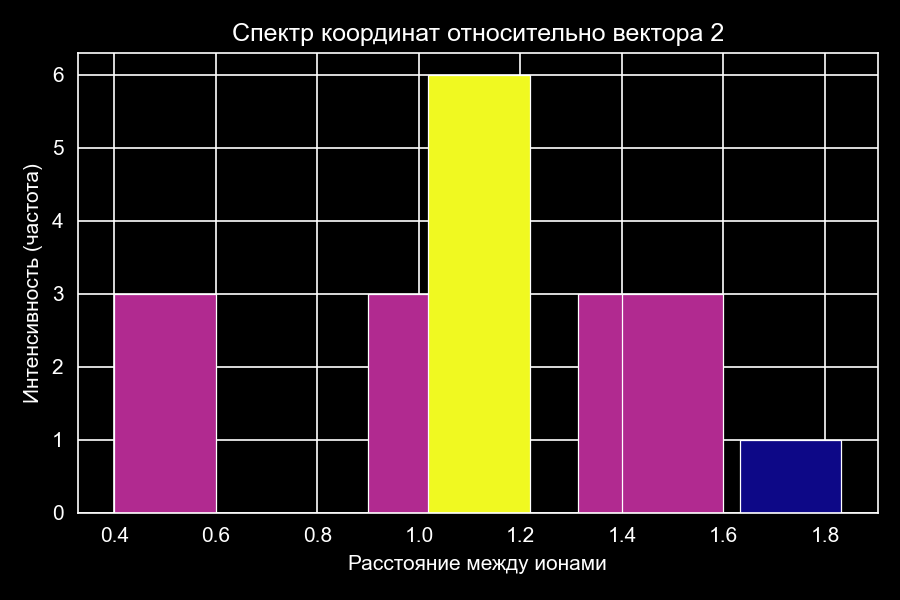 Спектр координат относительно вектора 2
Интенсивность (частота)
6
5
4
3
2
1
0
0.4 0.6 0.8 1.0 1.2 1.4 1.6 1.8
Расстояние между ионами